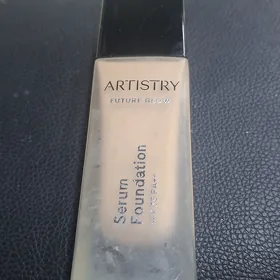 ARTISTRY
FUTURE GLOW
Serum
Foundation